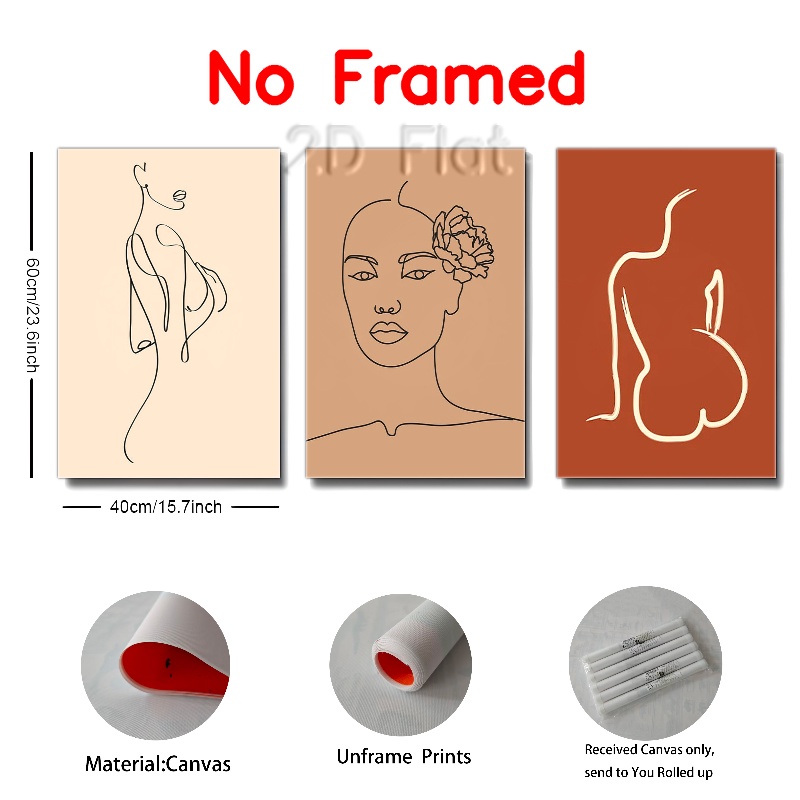 No Framed
2D Flat
60cm/23.6inch
40cm/15.7inch
Material:Canvas
Unframe Prints
Received Canvas only,
send to You Rolled up